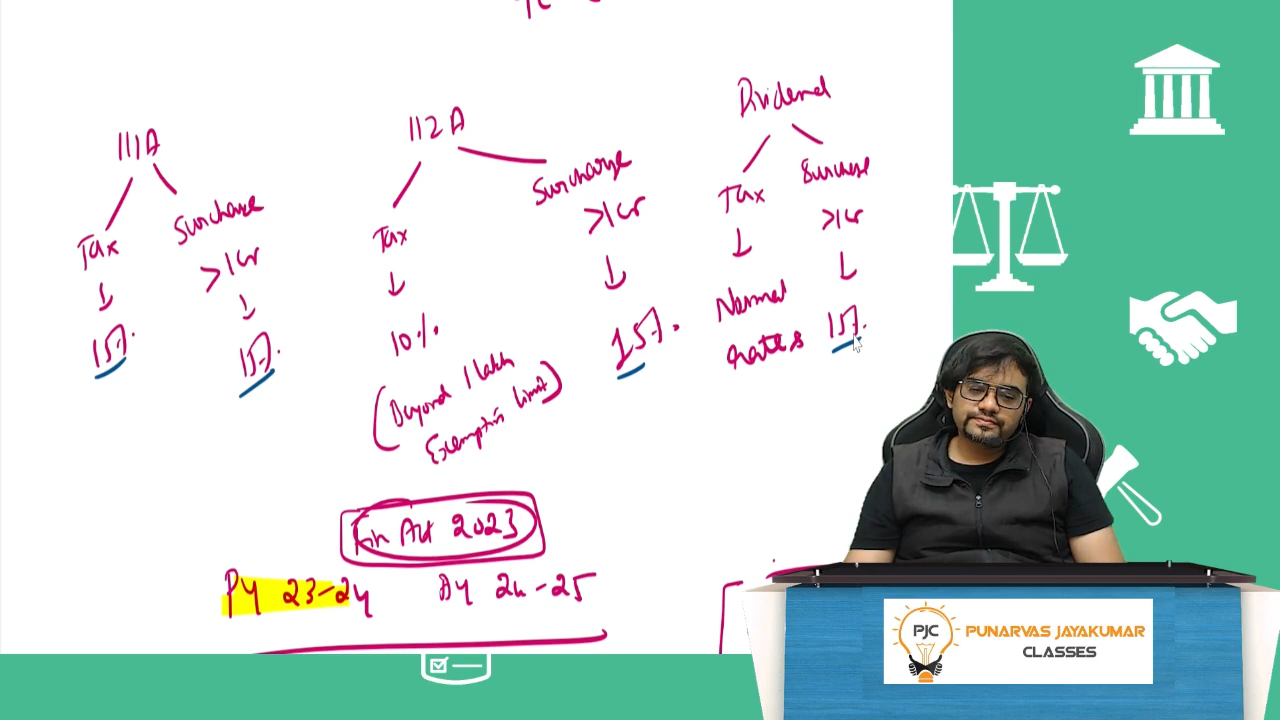 111A
Tax
↓
15%.
Surcharge
>1cr
↓
15%.
112A
Tax
↓
10%
(Beyond 1 lakh
Exemption limit)
Surcharge
>1cr
↓
15%.
Dividend
Tax
↓
Normal
rates
Surcharge
>1cr
↓
15%.
Fin Act 2023
PY 23-24 AY 24-25
PJC
PUNARVAS JAYAKUMAR
CLASSES